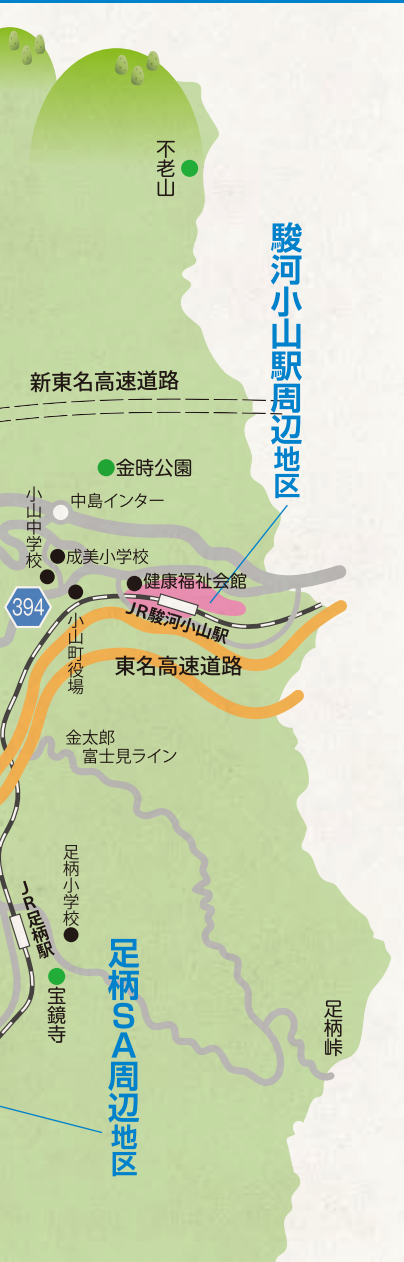 不老山
駿河小山駅周辺地区
新東名高速道路
金時公園
中島インター
小山中学校
成美小学校
健康福祉会館
394
JR駿河小山駅
小山町役場
東名高速道路
金太郎
富士見ライン
足柄小学校
JR足柄駅
足柄SA周辺地区
宝鏡寺
足柄峠